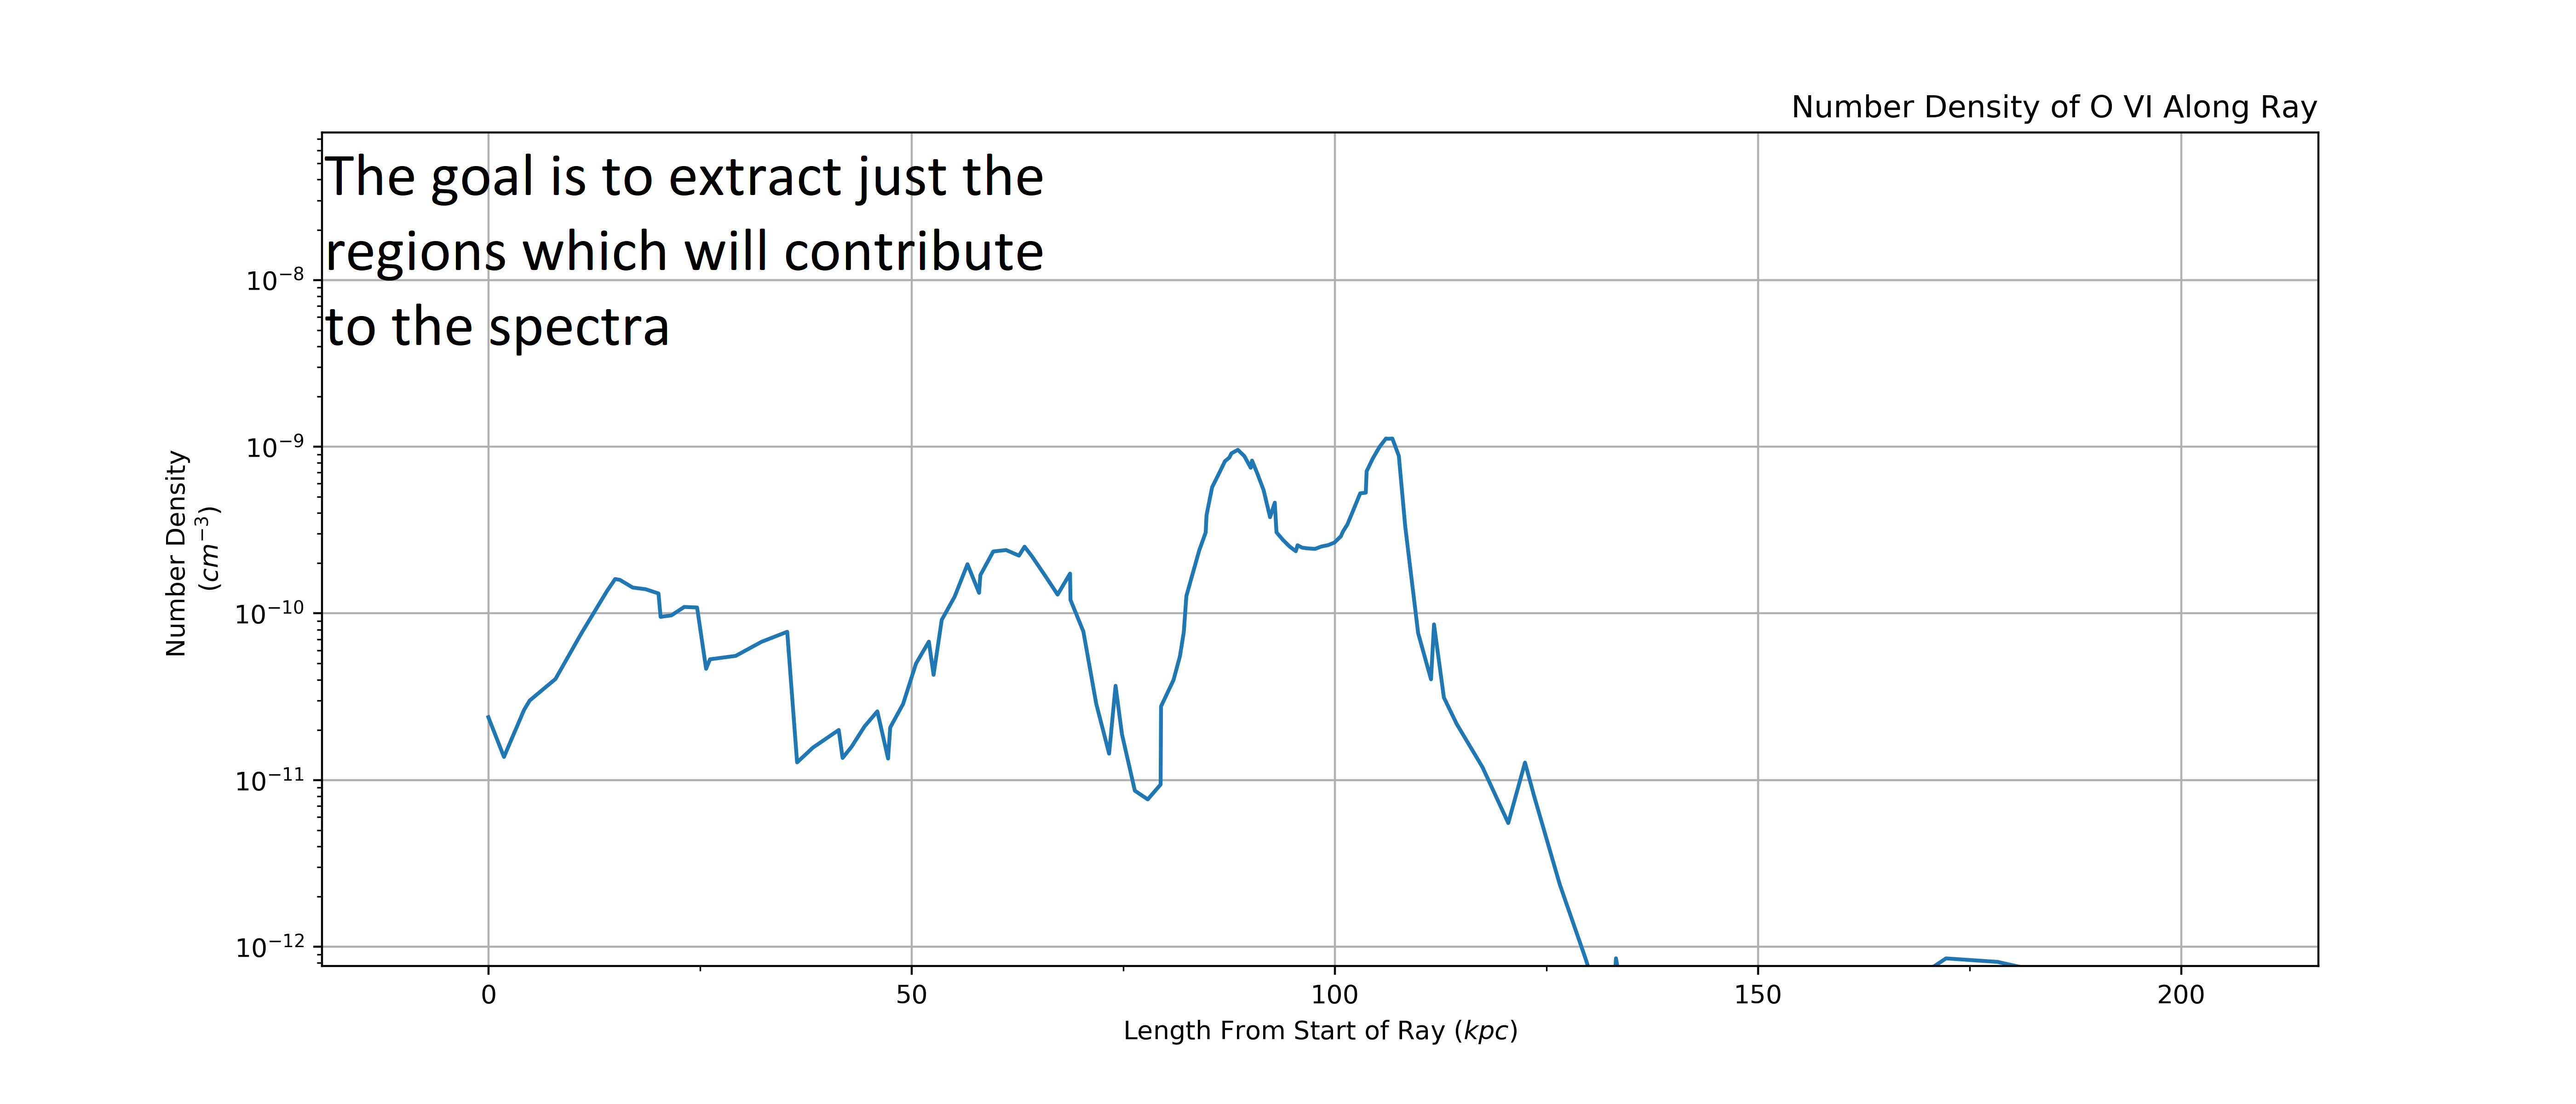 Number Density of O VI Along Ray
The goal is to extract just the
regions which will contribute
to the spectra
10⁻⁸
10⁻⁹
10⁻¹⁰
10⁻¹¹
10⁻¹²
Number Density
(cm⁻³)
0 50 100 150 200
Length From Start of Ray (kpc)